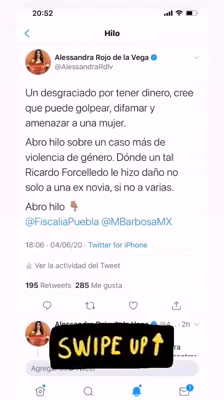 20:52
Hilo
Alessandra Rojo de la Vega
@AlessandraRdlv
Un desgraciado por tener dinero, cree
que puede golpear, difamar y
amenazar a una mujer.
Abro hilo sobre un caso más de
violencia de género. Dónde un tal
Ricardo Forcelledo le hizo daño no
solo a una ex novia, si no a varias.
Abro hilo
@FiscaliaPuebla @MBarbosaMX
18:06 · 04/06/20 · Twitter for iPhone
Ver la actividad del Tweet
195 Retweets 285 Me gusta
Alessandra Rojo de la Vega @A... · 2h
SWIPE UP↑
Agregar